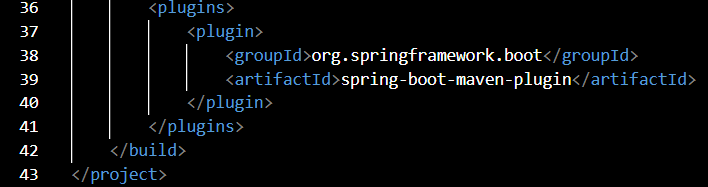 36 <plugins>
37 <plugin>
38 <groupId>org.springframework.boot</groupId>
39 <artifactId>spring-boot-maven-plugin</artifactId>
40 </plugin>
41 </plugins>
42 </build>
43 </project>